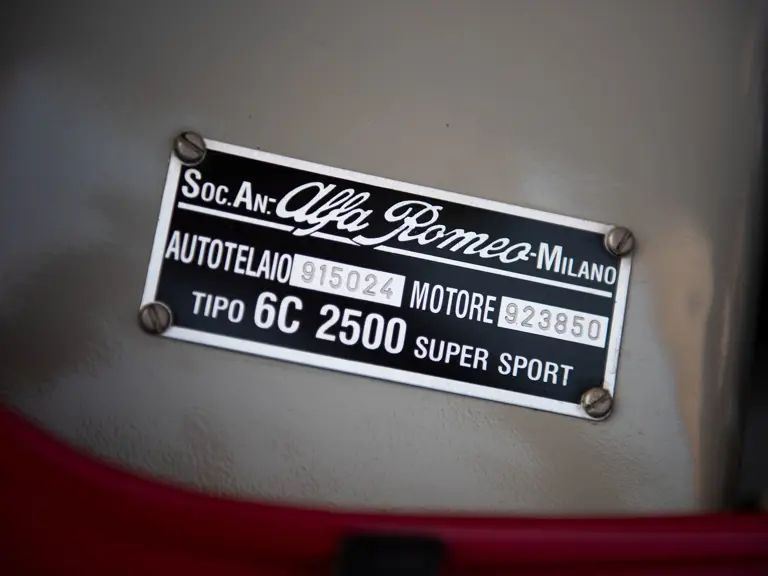 Soc.An.-Alfa Romeo-Milano
AUTOTELAIO 915024 MOTORE 923850
TIPO 6C 2500 SUPER SPORT